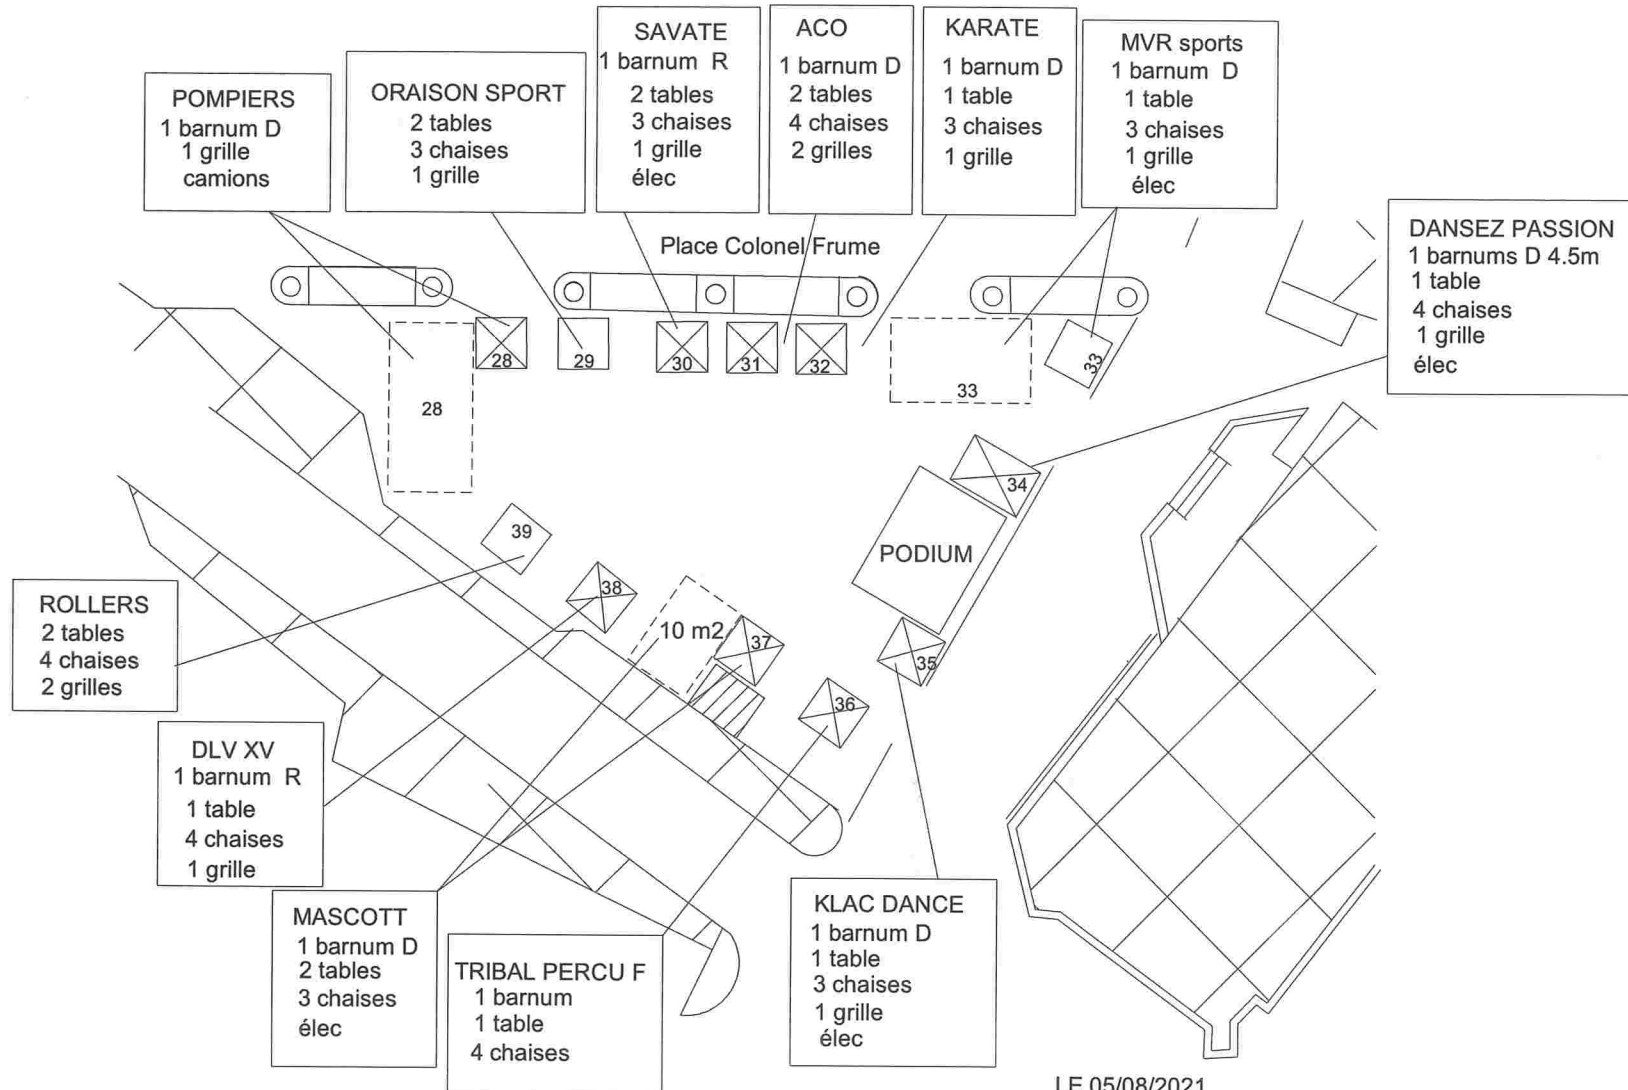 POMPIERS
1 barnum D
1 grille
camions
ORAISON SPORT
2 tables
3 chaises
1 grille
SAVATE
1 barnum R
2 tables
3 chaises
1 grille
élec
ACO
1 barnum D
2 tables
4 chaises
2 grilles
KARATE
1 barnum D
1 table
3 chaises
1 grille
MVR sports
1 barnum D
1 table
3 chaises
1 grille
élec
DANSEZ PASSION
1 barnums D 4.5m
1 table
4 chaises
1 grille
élec
Place Colonel Frume
28
29
30
31
32
33
33
28
34
PODIUM
39
38
10 m2
37
35
36
ROLLERS
2 tables
4 chaises
2 grilles
DLV XV
1 barnum R
1 table
4 chaises
1 grille
MASCOTT
1 barnum D
2 tables
3 chaises
élec
TRIBAL PERCU F
1 barnum
1 table
4 chaises
KLAC DANCE
1 barnum D
1 table
3 chaises
1 grille
élec
LE 05/08/2021